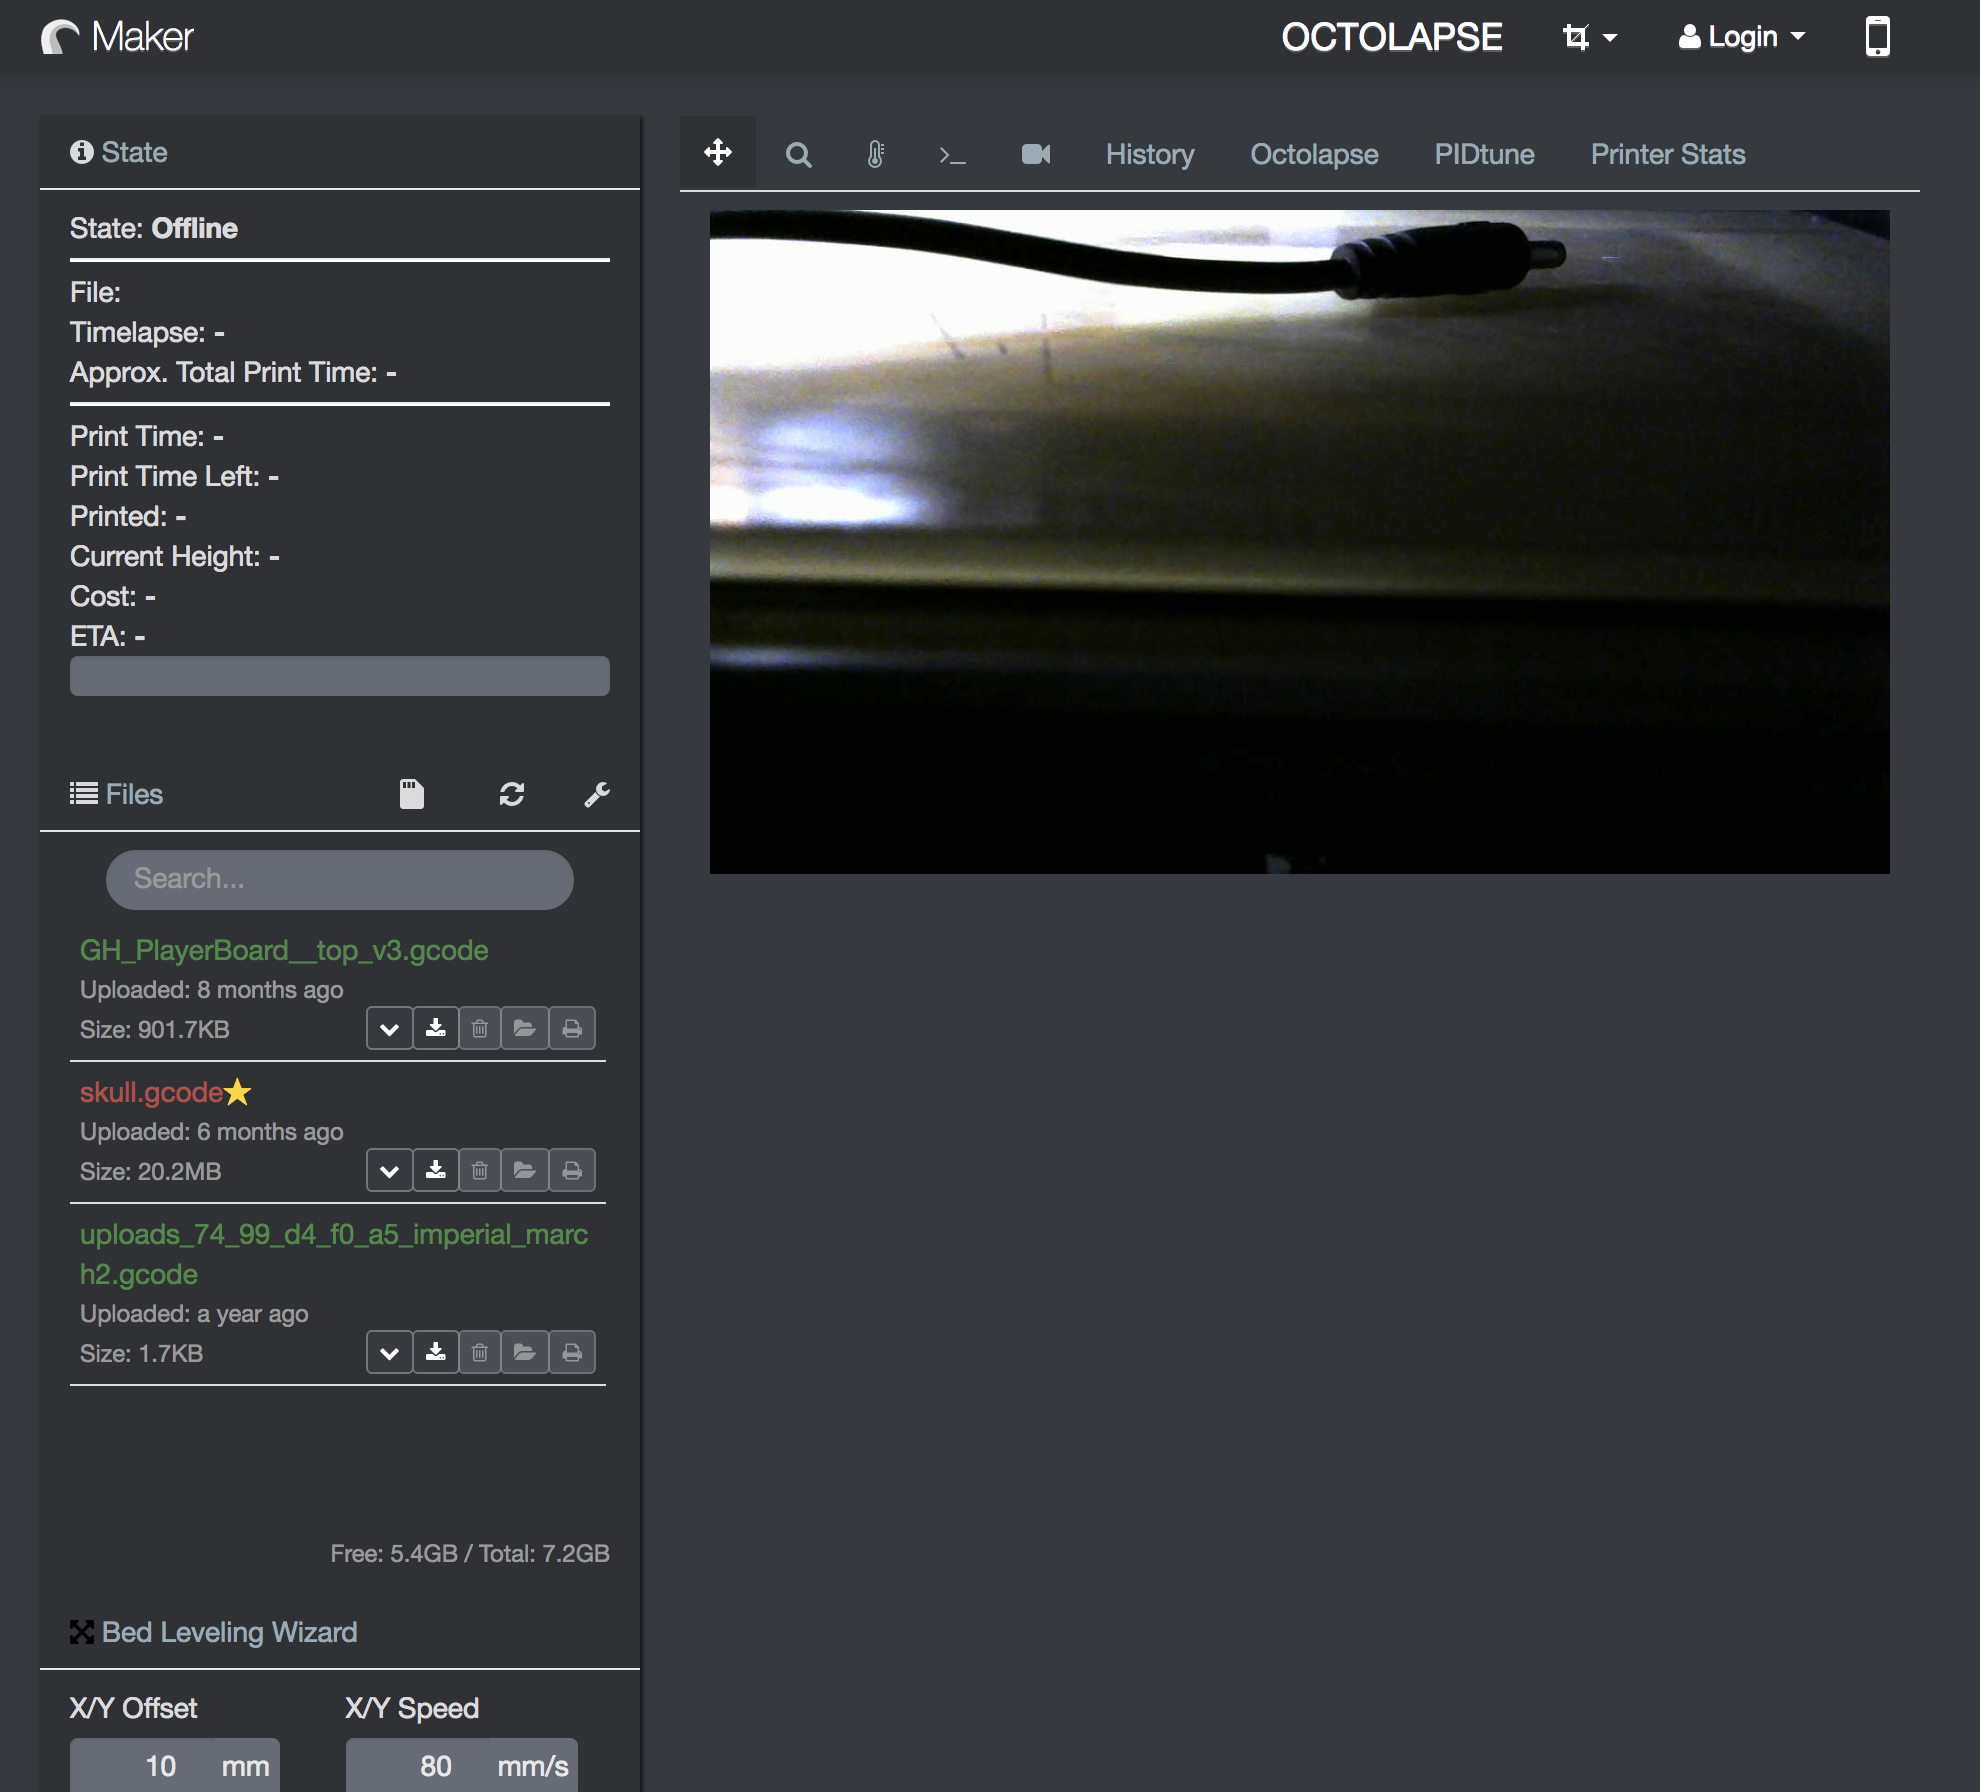 Maker
OCTOLAPSE
Login
State
History
Octolapse
PIDtune
Printer Stats
State: Offline
File:
Timelapse: -
Approx. Total Print Time: -
Print Time: -
Print Time Left: -
Printed: -
Current Height: -
Cost: -
ETA: -
Files
Search...
GH_PlayerBoard__top_v3.gcode
Uploaded: 8 months ago
Size: 901.7KB
skull.gcode
Uploaded: 6 months ago
Size: 20.2MB
uploads_74_99_d4_f0_a5_imperial_marc
h2.gcode
Uploaded: a year ago
Size: 1.7KB
Free: 5.4GB / Total: 7.2GB
Bed Leveling Wizard
X/Y Offset
X/Y Speed
10 mm
80 mm/s